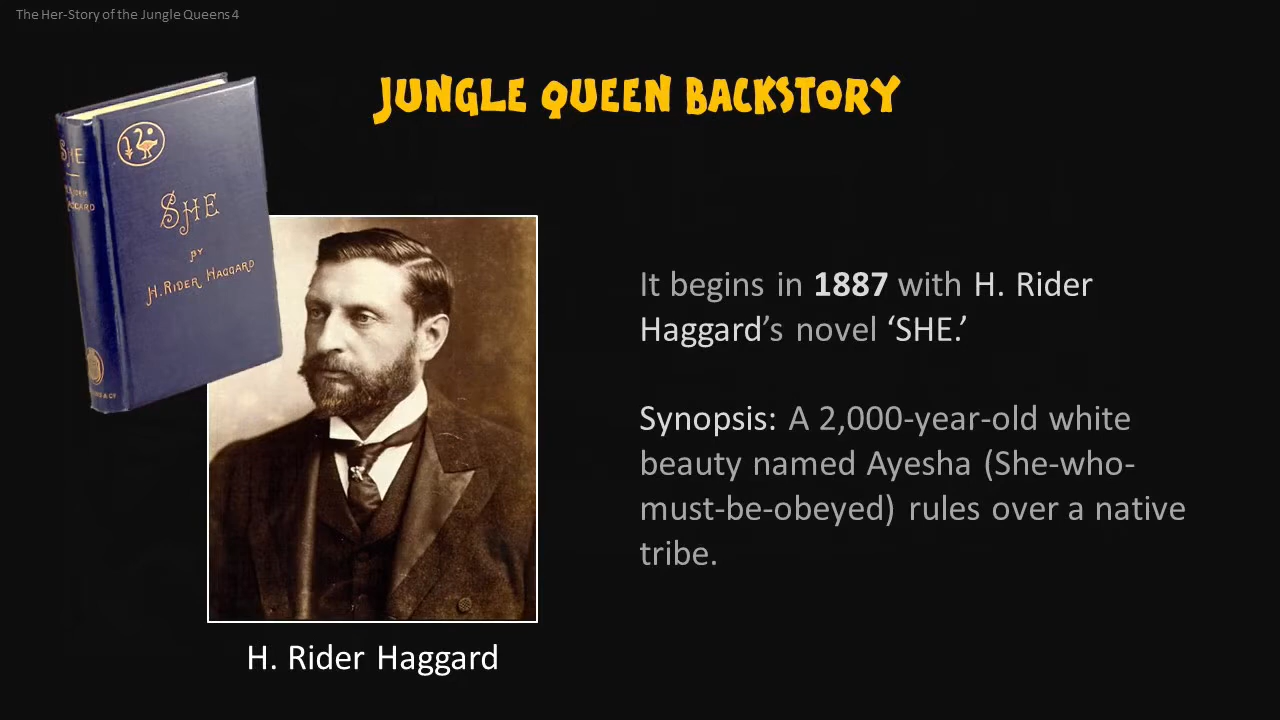 The Her-Story of the Jungle Queens 4
JUNGLE QUEEN BACKSTORY
SHE
SHE
BY
H. RIDER HAGGARD
It begins in 1887 with H. Rider
Haggard’s novel ‘SHE.’
Synopsis: A 2,000-year-old white
beauty named Ayesha (She-who-
must-be-obeyed) rules over a native
tribe.
H. Rider Haggard